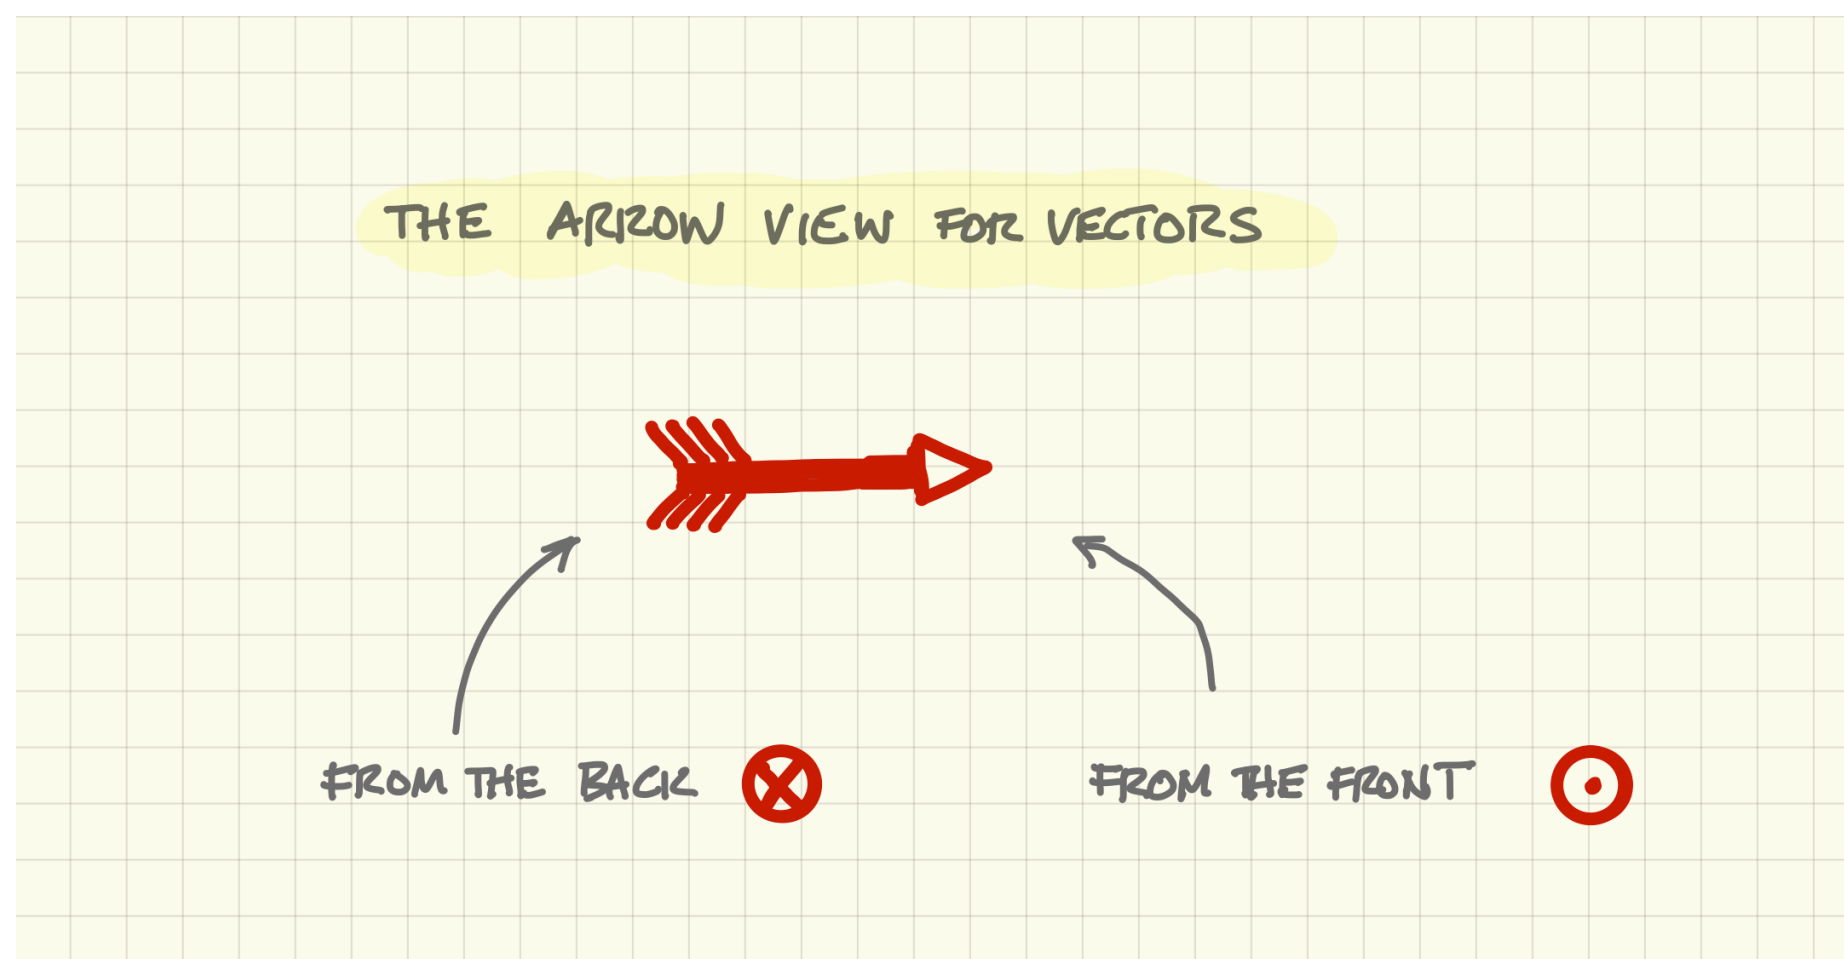 THE ARROW VIEW FOR VECTORS
FROM THE BACK
FROM THE FRONT